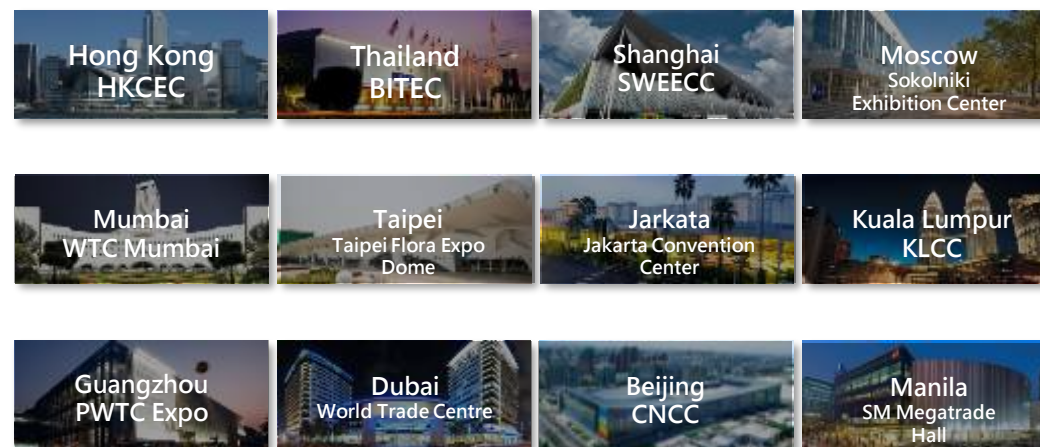 Hong Kong
HKCEC
Thailand
BITEC
Shanghai
SWEECC
Moscow
Sokolniki
Exhibition Center
Mumbai
WTC Mumbai
Taipei
Taipei Flora Expo
Dome
Jarkata
Jakarta Convention
Center
Kuala Lumpur
KLCC
Guangzhou
PWTC Expo
Dubai
World Trade Centre
Beijing
CNCC
Manila
SM Megatrade
Hall